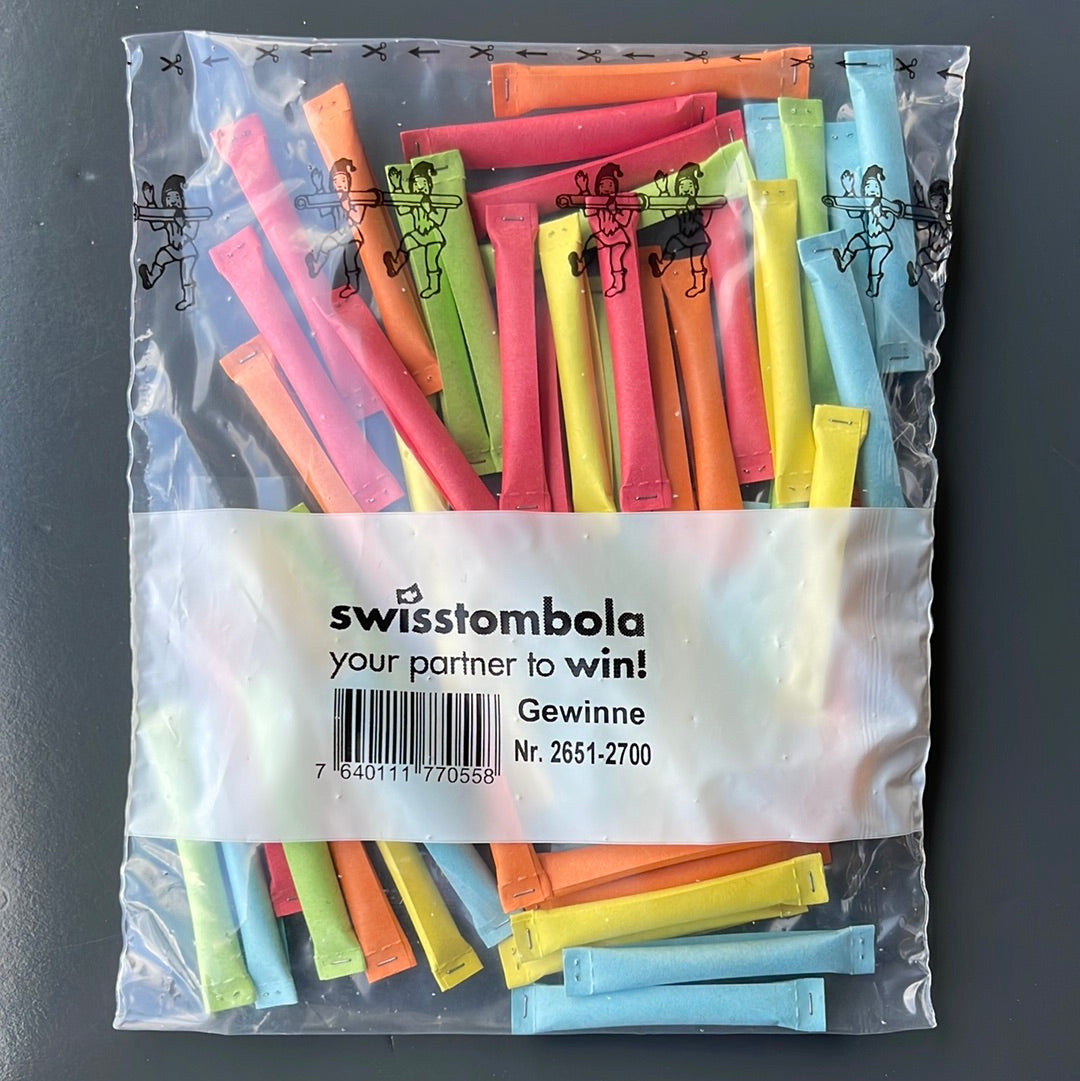 swisstombola
your partner to win!
Gewinne
Nr. 2651-2700
7 640111 770558